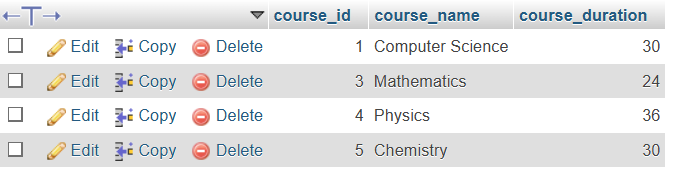 course_id course_name course_duration
Edit Copy Delete 1 Computer Science 30
Edit Copy Delete 3 Mathematics 24
Edit Copy Delete 4 Physics 36
Edit Copy Delete 5 Chemistry 30